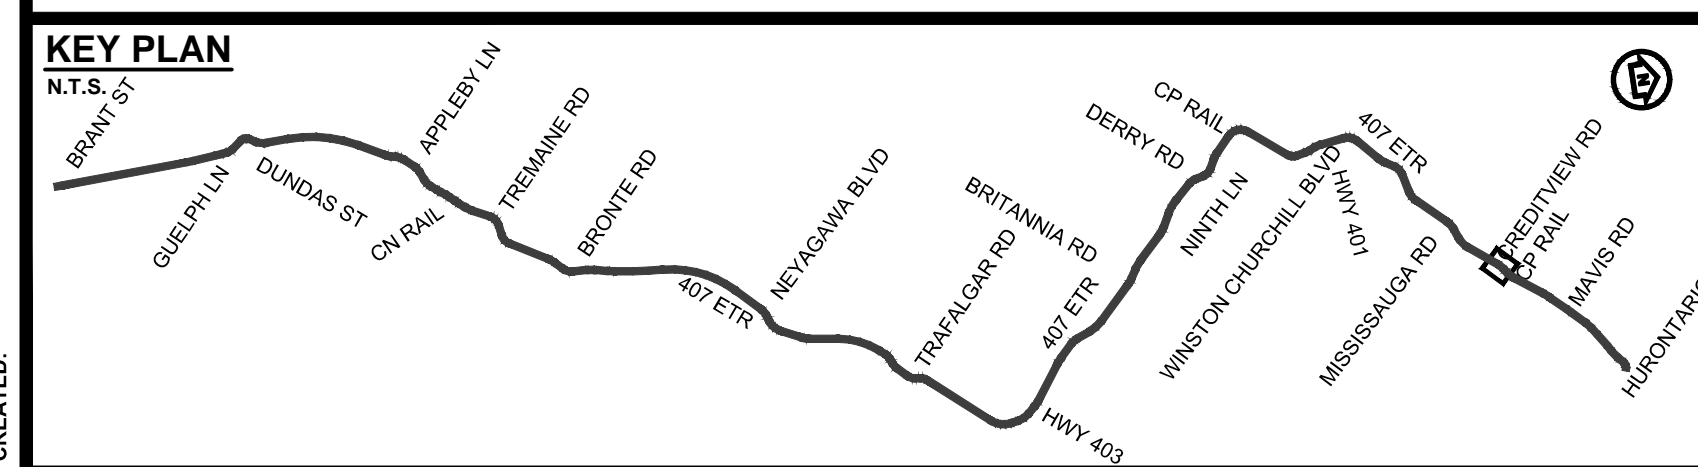 KEY PLAN
N.T.S.
BRANT ST
GUELPH LN
DUNDAS ST
APPLEBY LN
CN RAIL
TREMAINE RD
BRONTE RD
407 ETR
NEYAGAWA BLVD
TRAFALGAR RD
BRITANNIA RD
HWY 403
407 ETR
DERRY RD
CP RAIL
NINTH LN
WINSTON CHURCHILL BLVD
HWY 401
407 ETR
MISSISSAUGA RD
CREDITVIEW RD
CP RAIL
MAVIS RD
N
CREATED: